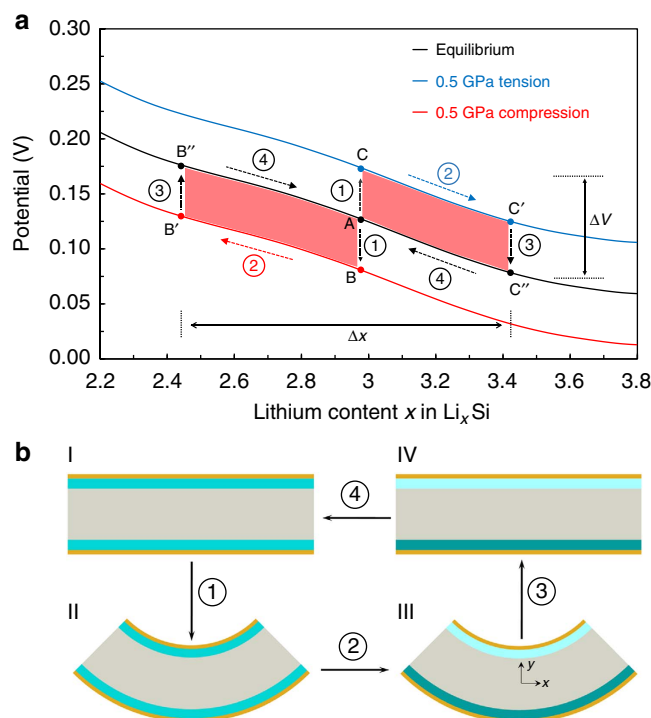 a
0.30
0.25
0.20
0.15
0.10
0.05
0.00
Potential (V)
Equilibrium
0.5 GPa tension
0.5 GPa compression
B″
④
C
②
③
①
C′
ΔV
B′
A
①
③
②
B
④
C″
Δx
2.2 2.4 2.6 2.8 3 3.2 3.4 3.6 3.8
Lithium content x in LixSi
b
I
IV
④
①
③
II
III
②
y
x